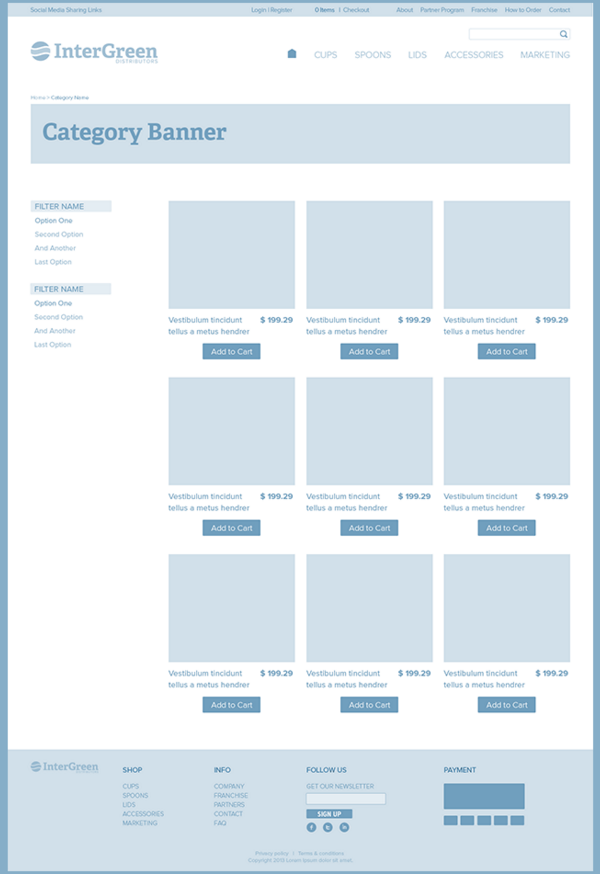 Social Media Sharing Links Login / Register 0 Items | Checkout About Partner Program Franchise How to Order Contact
InterGreen
DISTRIBUTORS
CUPS SPOONS LIDS ACCESSORIES MARKETING
Home > Category Name
Category Banner
FILTER NAME
Option One
Second Option
And Another
Last Option
FILTER NAME
Option One
Second Option
And Another
Last Option
Vestibulum tincidunt $ 199.29 Vestibulum tincidunt $ 199.29 Vestibulum tincidunt $ 199.29
tellus a metus hendrer tellus a metus hendrer tellus a metus hendrer
Add to Cart Add to Cart Add to Cart
Vestibulum tincidunt $ 199.29 Vestibulum tincidunt $ 199.29 Vestibulum tincidunt $ 199.29
tellus a metus hendrer tellus a metus hendrer tellus a metus hendrer
Add to Cart Add to Cart Add to Cart
Vestibulum tincidunt $ 199.29 Vestibulum tincidunt $ 199.29 Vestibulum tincidunt $ 199.29
tellus a metus hendrer tellus a metus hendrer tellus a metus hendrer
Add to Cart Add to Cart Add to Cart
InterGreen
SHOP
CUPS
SPOONS
LIDS
ACCESSORIES
MARKETING
INFO
COMPANY
FRANCHISE
PARTNERS
CONTACT
FAQ
FOLLOW US
GET OUR NEWSLETTER
SIGN UP
PAYMENT
Privacy policy | Terms & conditions
Copyright 2013 Lorem ipsum dolor sit amet.